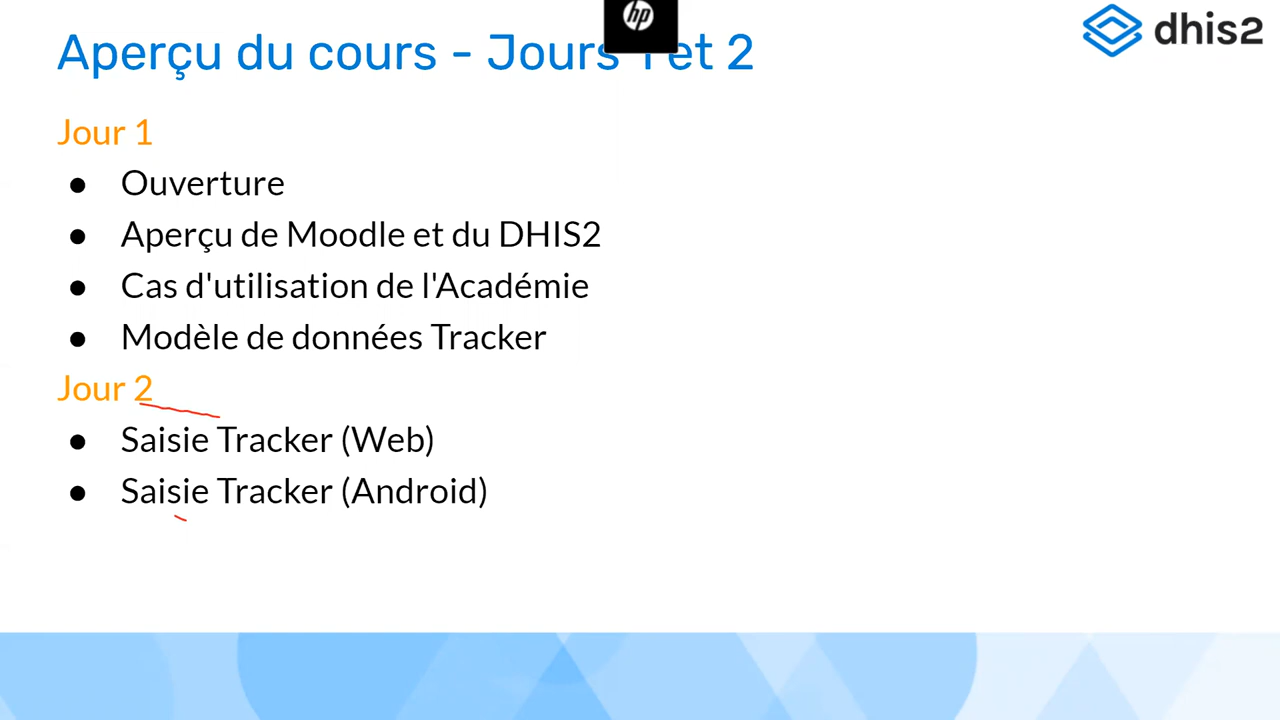 hp
dhis2
Aperçu du cours - Jours 1 et 2
Jour 1
● Ouverture
● Aperçu de Moodle et du DHIS2
● Cas d'utilisation de l'Académie
● Modèle de données Tracker
Jour 2
● Saisie Tracker (Web)
● Saisie Tracker (Android)